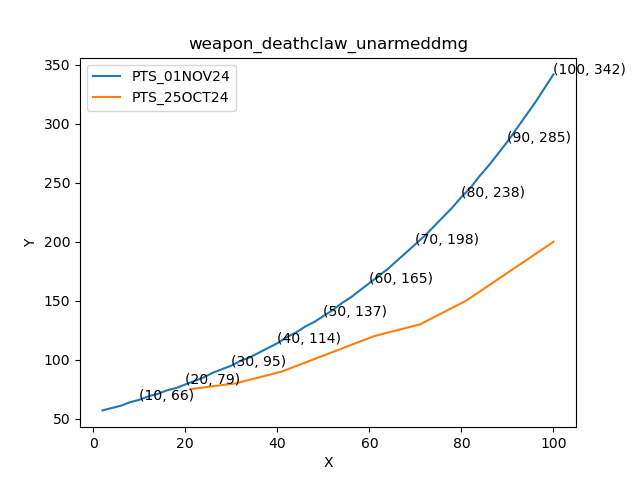 weapon_deathclaw_unarmeddmg
PTS_01NOV24
PTS_25OCT24
350
300
250
200
150
100
50
Y
(100, 342)
(90, 285)
(80, 238)
(70, 198)
(60, 165)
(50, 137)
(40, 114)
(30, 95)
(20, 79)
(10, 66)
0 20 40 60 80 100
X